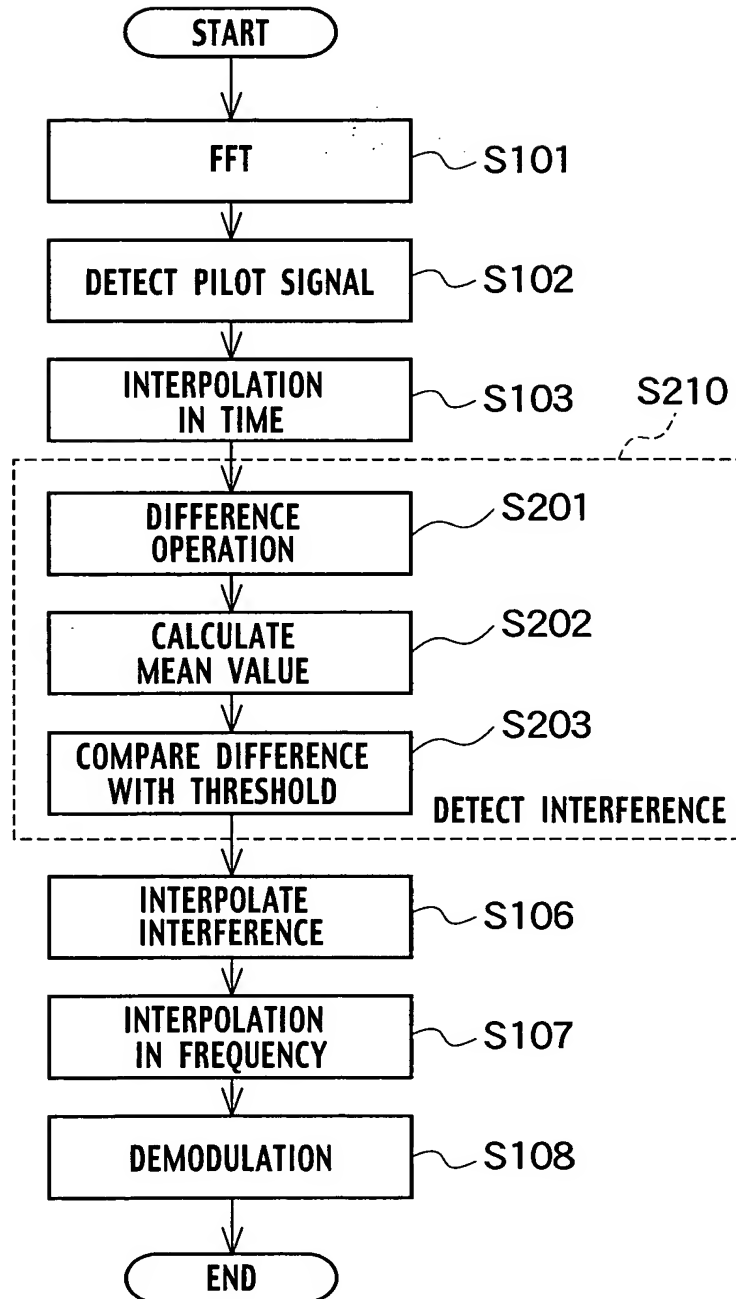 START
FFT
S101
DETECT PILOT SIGNAL
S102
INTERPOLATION
IN TIME
S103
S210
DIFFERENCE
OPERATION
S201
CALCULATE
MEAN VALUE
S202
COMPARE DIFFERENCE
WITH THRESHOLD
S203
DETECT INTERFERENCE
INTERPOLATE
INTERFERENCE
S106
INTERPOLATION
IN FREQUENCY
S107
DEMODULATION
S108
END